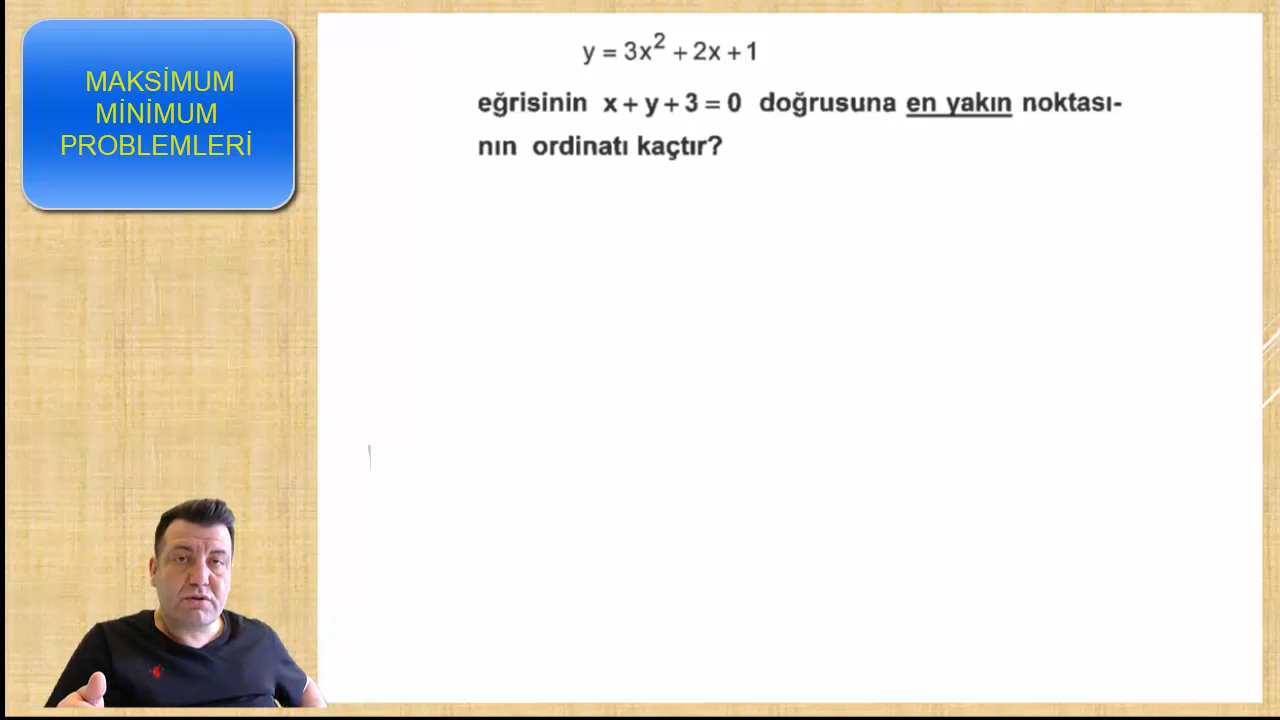 MAKSİMUM
MİNİMUM
PROBLEMLERİ
y = 3x² + 2x + 1
eğrisinin x + y + 3 = 0 doğrusuna en yakın noktası-
nın ordinatı kaçtır?